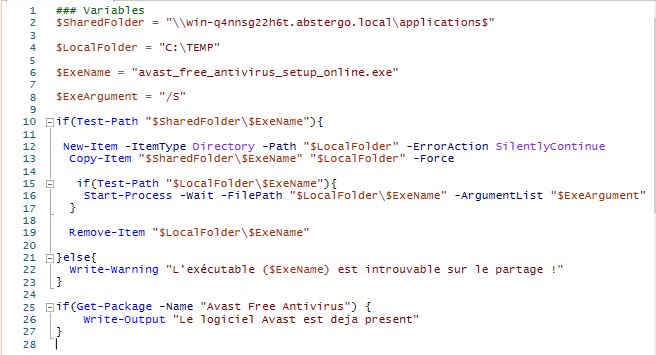 1 ### Variables
2 $SharedFolder = "\\win-q4nnsg22h6t.abstergo.local\applications$"
3
4 $LocalFolder = "C:\TEMP"
5
6 $ExeName = "avast_free_antivirus_setup_online.exe"
7
8 $ExeArgument = "/S"
9
10 if(Test-Path "$SharedFolder\$ExeName"){
11
12 New-Item -ItemType Directory -Path "$LocalFolder" -ErrorAction SilentlyContinue
13 Copy-Item "$SharedFolder\$ExeName" "$LocalFolder" -Force
14
15 if(Test-Path "$LocalFolder\$ExeName"){
16 Start-Process -Wait -FilePath "$LocalFolder\$ExeName" -ArgumentList "$ExeArgument"
17 }
18
19 Remove-Item "$LocalFolder\$ExeName"
20
21 }else{
22 Write-Warning "L'exécutable ($ExeName) est introuvable sur le partage !"
23 }
24
25 if(Get-Package -Name "Avast Free Antivirus") {
26 Write-Output "Le logiciel Avast est deja present"
27 }
28